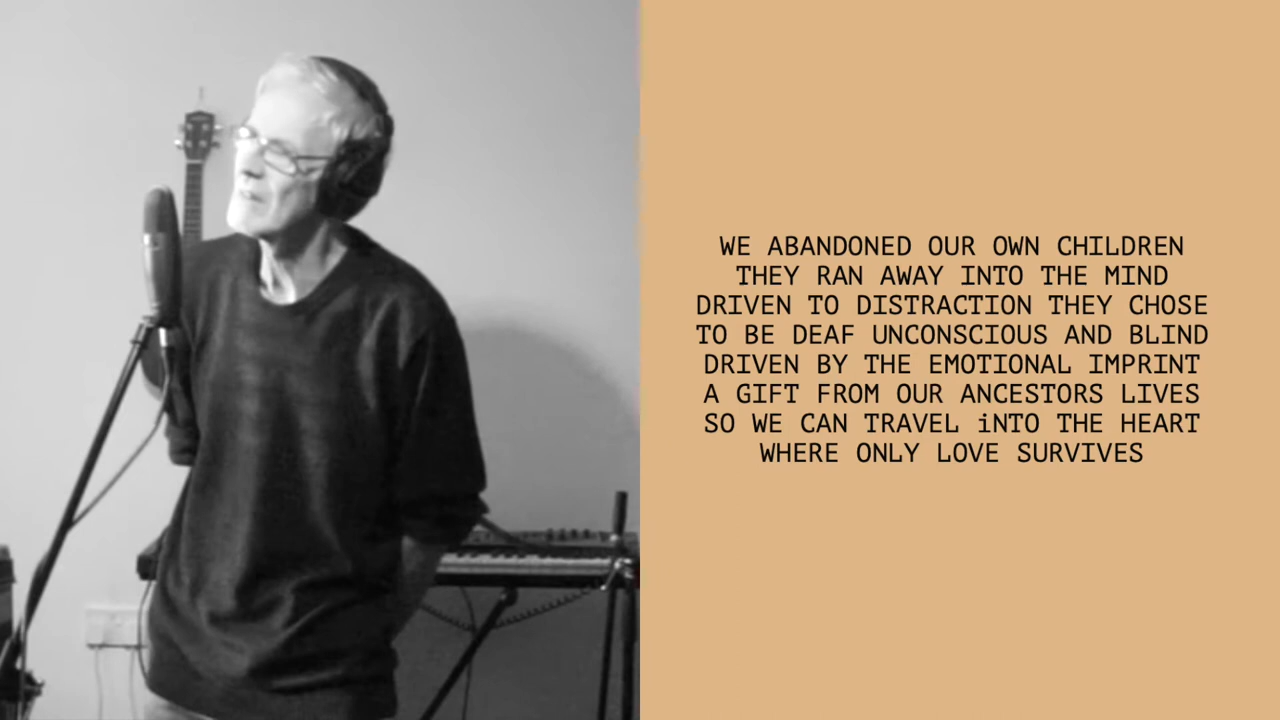 WE ABANDONED OUR OWN CHILDREN
THEY RAN AWAY INTO THE MIND
DRIVEN TO DISTRACTION THEY CHOSE
TO BE DEAF UNCONSCIOUS AND BLIND
DRIVEN BY THE EMOTIONAL IMPRINT
A GIFT FROM OUR ANCESTORS LIVES
SO WE CAN TRAVEL iNTO THE HEART
WHERE ONLY LOVE SURVIVES